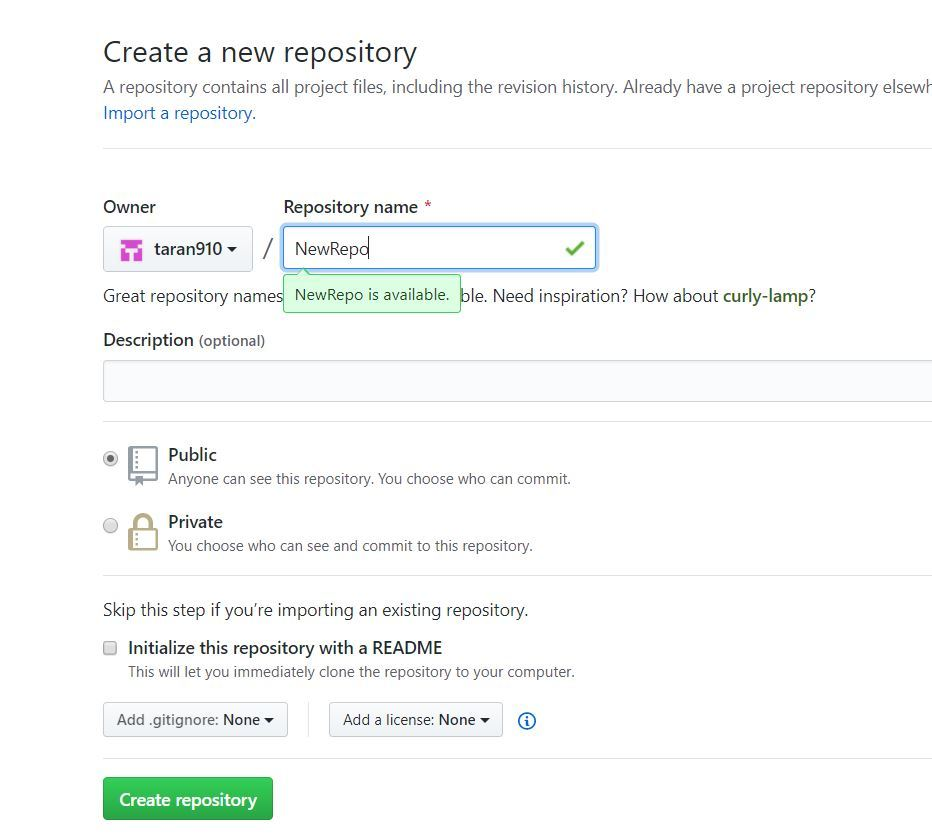 Create a new repository
A repository contains all project files, including the revision history. Already have a project repository
Import a repository.
Owner
Repository name *
taran910 / NewRepo
Great repository names NewRepo is available. Need inspiration? How about curly-lamp?
Description (optional)
Public
Anyone can see this repository. You choose who can commit.
Private
You choose who can see and commit to this repository.
Skip this step if you’re importing an existing repository.
Initialize this repository with a README
This will let you immediately clone the repository to your computer.
Add .gitignore: None
Add a license: None
Create repository